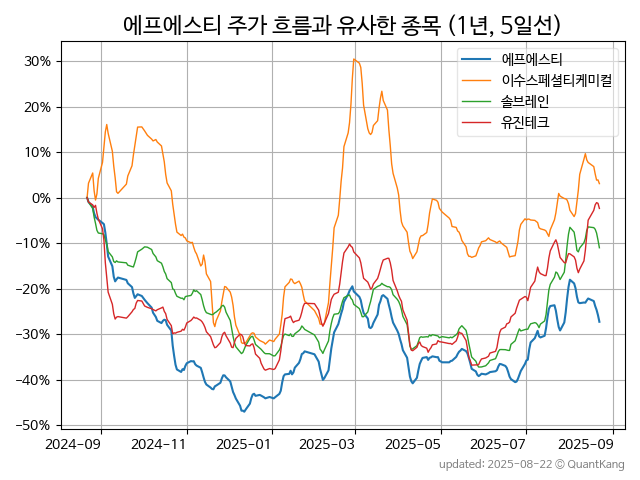 에프에스티 주가 흐름과 유사한 종목 (1년, 5일선)
에프에스티
이수스페셜티케미컬
솔브레인
유진테크
30%
20%
10%
0%
−10%
−20%
−30%
−40%
−50%
2024-09
2024-11
2025-01
2025-03
2025-05
2025-07
2025-09
updated: 2025-08-22 © QuantKang